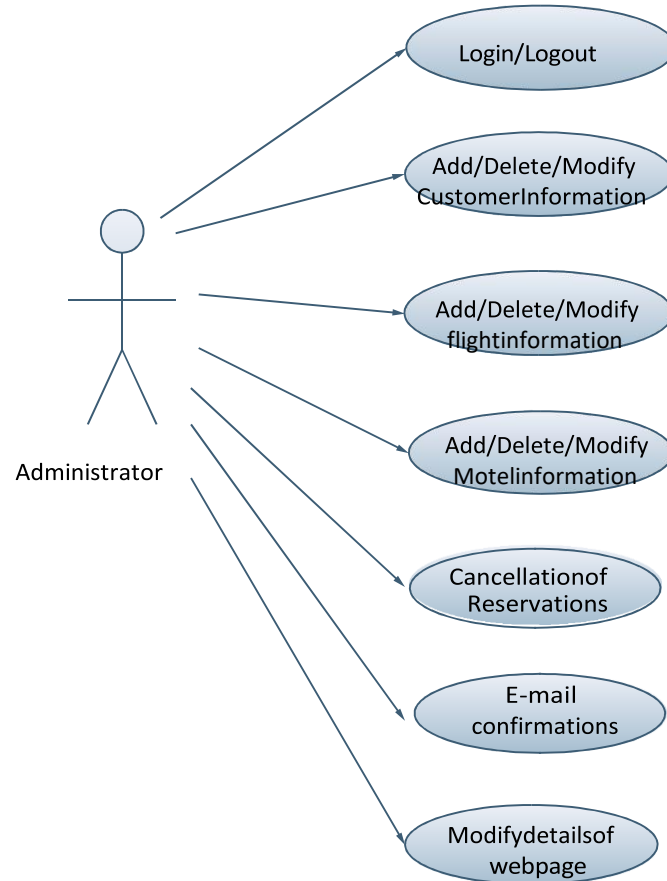 Login/Logout
Add/Delete/Modify
CustomerInformation
Add/Delete/Modify
flightinformation
Add/Delete/Modify
Motelinformation
Administrator
Cancellationof
Reservations
E-mail
confirmations
Modifydetailsof
webpage